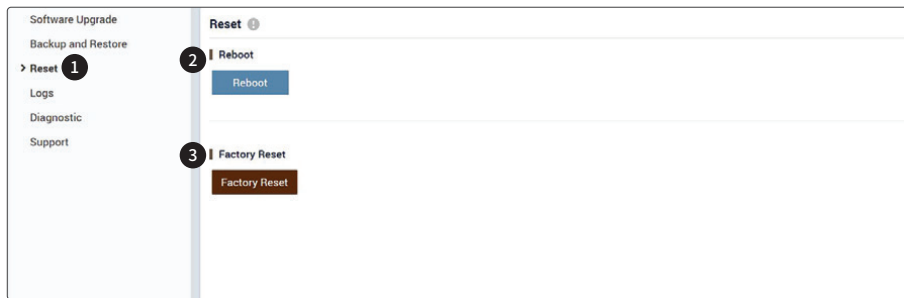 Software Upgrade
Backup and Restore
> Reset 1
Logs
Diagnostic
Support
Reset !
2 Reboot
Reboot
3 Factory Reset
Factory Reset